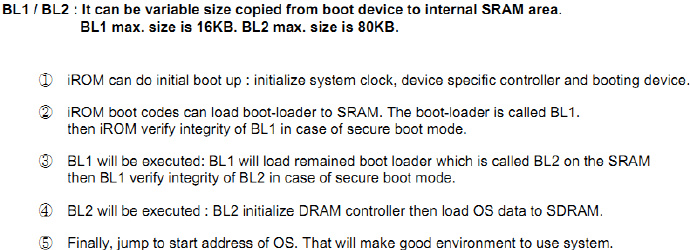 BL1 / BL2 : It can be variable size copied from boot device to internal SRAM area.
BL1 max. size is 16KB. BL2 max. size is 80KB.
① iROM can do initial boot up : initialize system clock, device specific controller and booting device.
② iROM boot codes can load boot-loader to SRAM. The boot-loader is called BL1.
then iROM verify integrity of BL1 in case of secure boot mode.
③ BL1 will be executed: BL1 will load remained boot loader which is called BL2 on the SRAM
then BL1 verify integrity of BL2 in case of secure boot mode.
④ BL2 will be executed : BL2 initialize DRAM controller then load OS data to SDRAM.
⑤ Finally, jump to start address of OS. That will make good environment to use system.